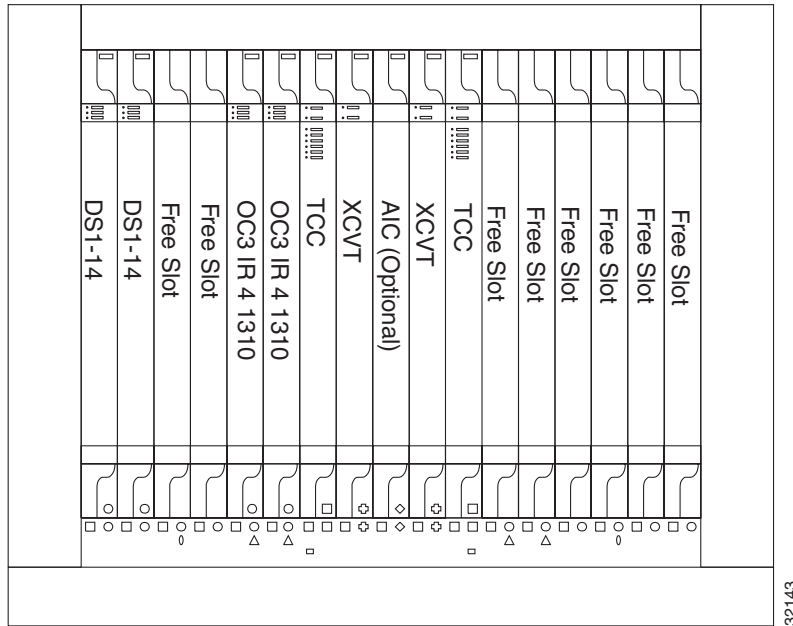 DS1-14
DS1-14
Free Slot
Free Slot
OC3 IR 4 1310
OC3 IR 4 1310
TCC
XCVT
AIC (Optional)
XCVT
TCC
Free Slot
Free Slot
Free Slot
Free Slot
Free Slot
Free Slot
32143